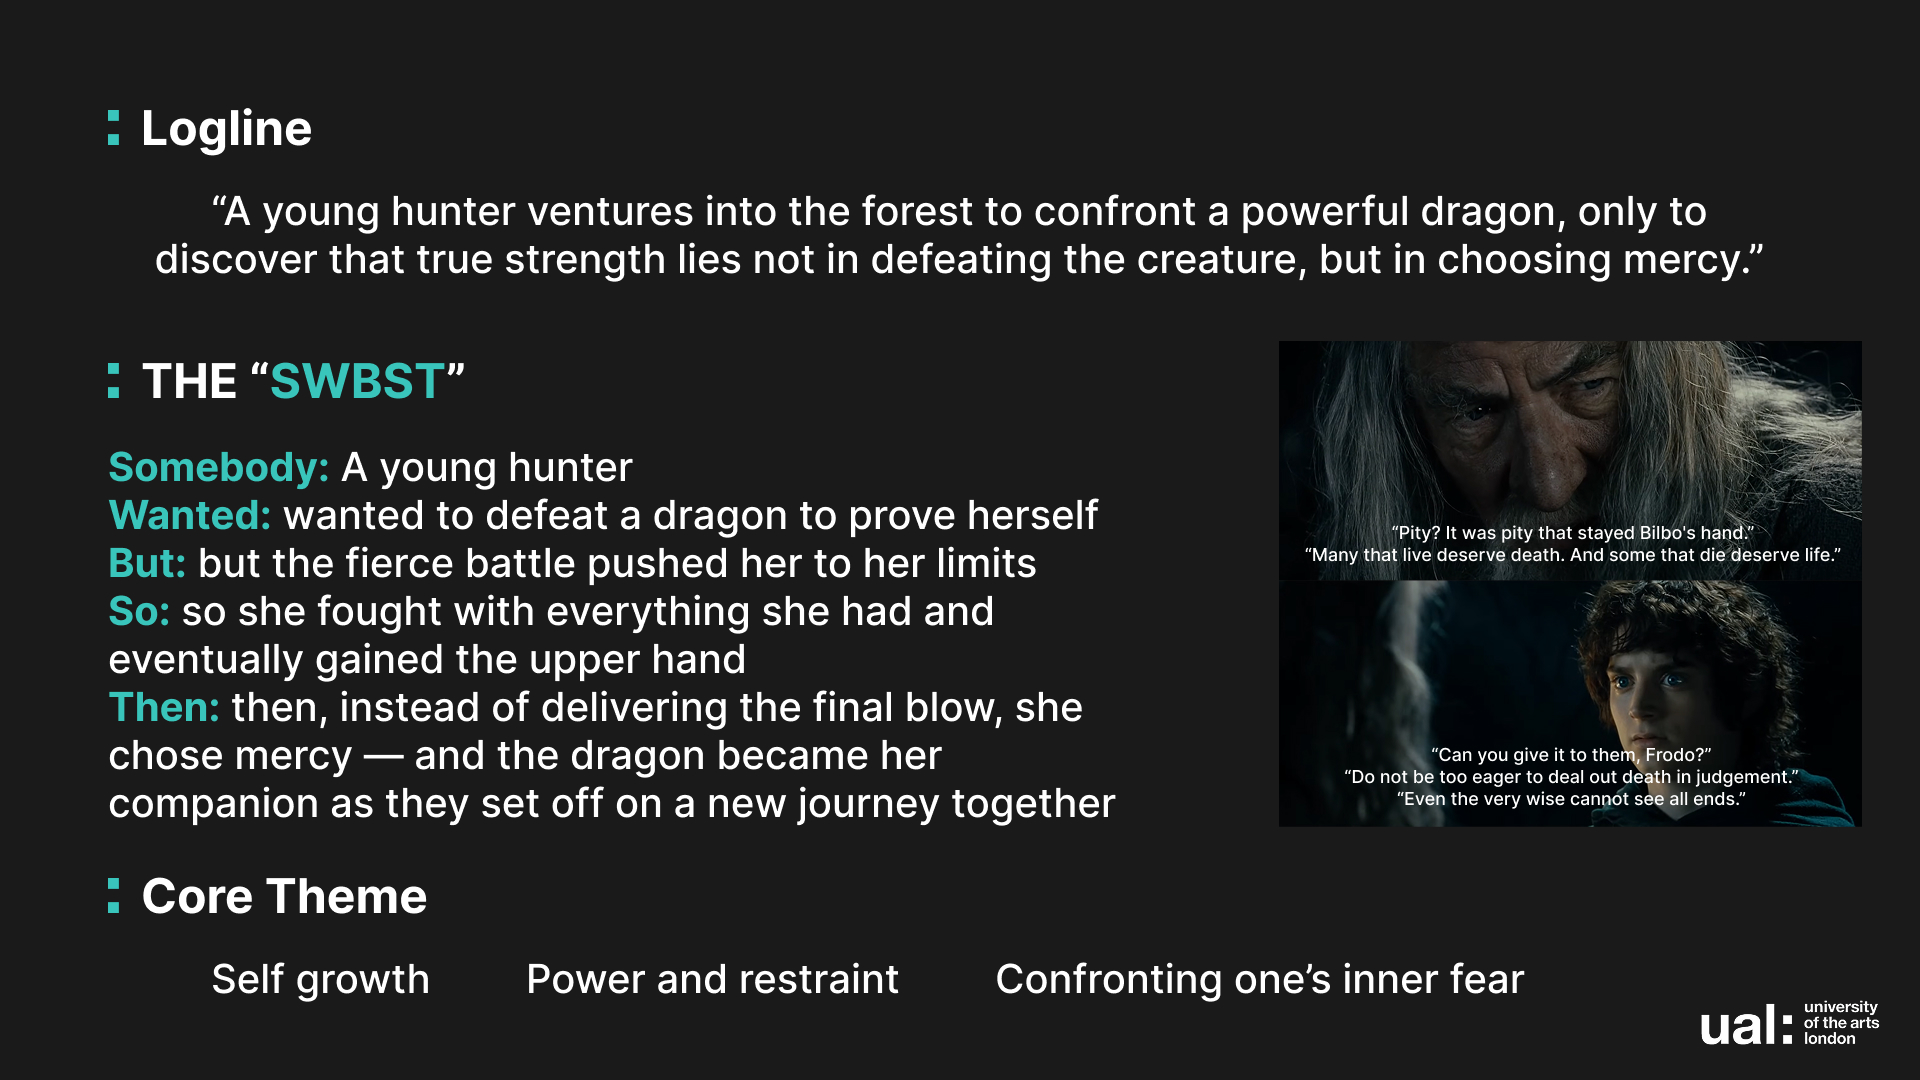 : Logline
“A young hunter ventures into the forest to confront a powerful dragon, only to
discover that true strength lies not in defeating the creature, but in choosing mercy.”
: THE “SWBST”
Somebody: A young hunter
Wanted: wanted to defeat a dragon to prove herself
But: but the fierce battle pushed her to her limits
So: so she fought with everything she had and
eventually gained the upper hand
Then: then, instead of delivering the final blow, she
chose mercy — and the dragon became her
companion as they set off on a new journey together
“Pity? It was pity that stayed Bilbo's hand.”
“Many that live deserve death. And some that die deserve life.”
“Can you give it to them, Frodo?”
“Do not be too eager to deal out death in judgement.”
“Even the very wise cannot see all ends.”
: Core Theme
Self growth Power and restraint Confronting one’s inner fear
ual:
university
of the arts
london